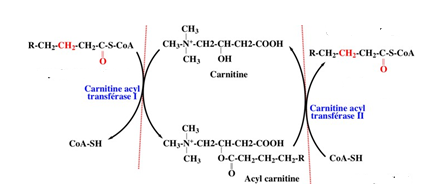 CH₃
R-CH₂-CH₂-CH₂-C-S-CoA
O
CH₃-N⁺-CH2-CH-CH2-COOH
CH₃ OH
Carnitine
R-CH₂-CH₂-CH₂-C-S-CoA
O
Carnitine acyl
transférase I
Carnitine acyl
transférase II
CoA-SH
CH₃
CH₃-N⁺-CH2-CH-CH2-COOH
CH₃ O-C-CH₂-CH₂-CH₂-R
O
Acyl carnitine
CoA-SH